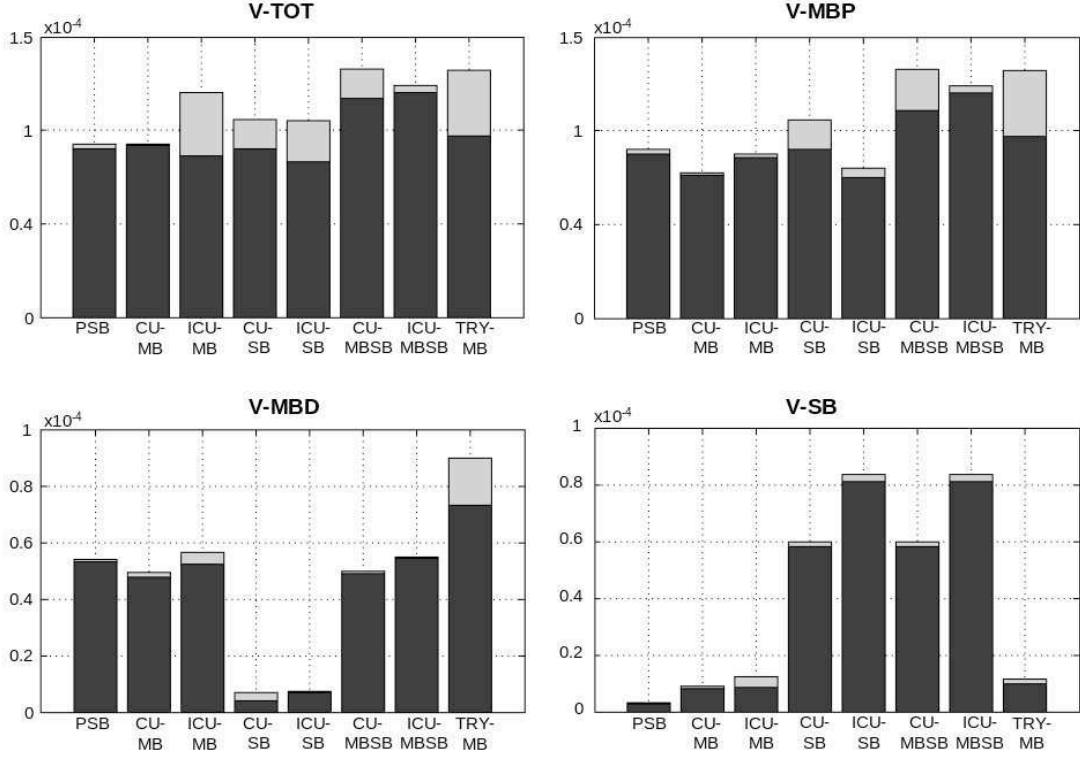 V-TOT
x10-4
1.5
1
0.4
0
PSB CU- ICU- CU- ICU- CU- ICU- TRY-
MB MB SB SB MBSB MBSB MB
V-MBP
x10-4
1.5
1
0.4
0
PSB CU- ICU- CU- ICU- CU- ICU- TRY-
MB MB SB SB MBSB MBSB MB
V-MBD
x10-4
1
0.8
0.6
0.4
0.2
0
PSB CU- ICU- CU- ICU- CU- ICU- TRY-
MB MB SB SB MBSB MBSB MB
V-SB
x10-4
1
0.8
0.6
0.4
0.2
0
PSB CU- ICU- CU- ICU- CU- ICU- TRY-
MB MB SB SB MBSB MBSB MB